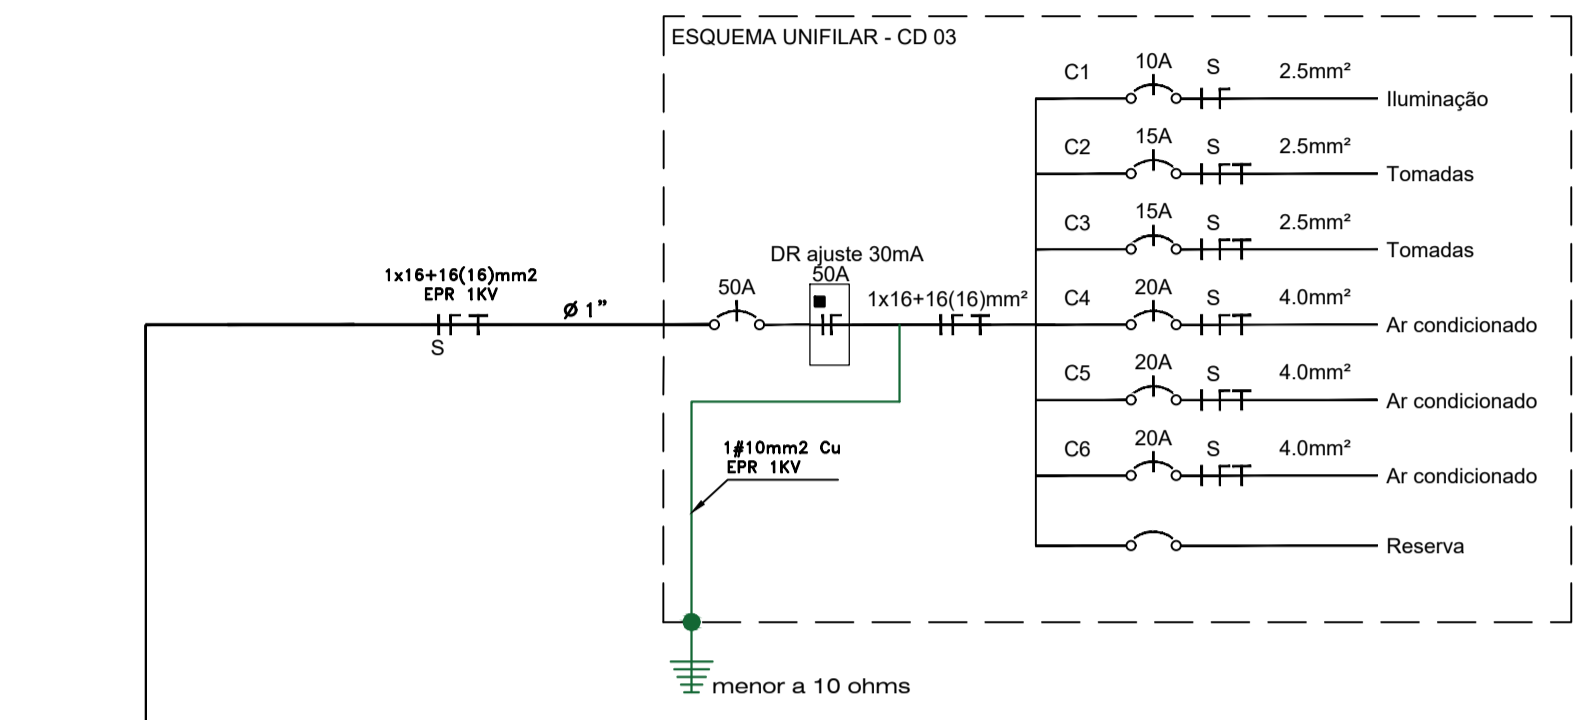 ESQUEMA UNIFILAR - CD 03
C1 10A S 2.5mm²
Iluminação
C2 15A S 2.5mm²
Tomadas
C3 15A S 2.5mm²
Tomadas
DR ajuste 30mA
50A
50A
1x16+16(16)mm2
EPR 1KV
Ø 1”
S
1x16+16(16)mm²
C4 20A S 4.0mm²
Ar condicionado
C5 20A S 4.0mm²
Ar condicionado
C6 20A S 4.0mm²
Ar condicionado
1#10mm2 Cu
EPR 1KV
Reserva
menor a 10 ohms